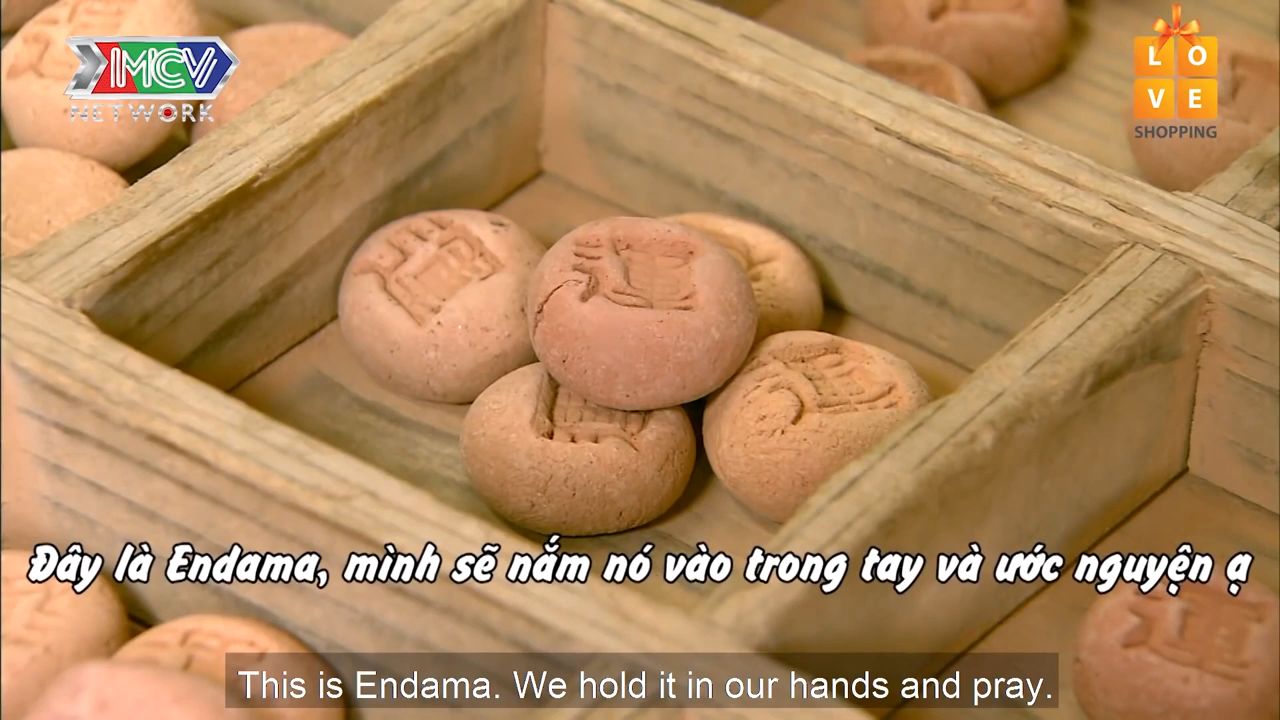 MCV
NETWORK
L O
V E
SHOPPING
Đây là Endama, mình sẽ nắm nó vào trong tay và ước nguyện ạ
This is Endama. We hold it in our hands and pray.